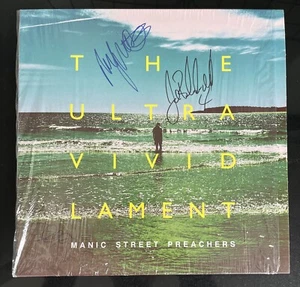 THE
ULTRA
VIVID
LAMENT
MANIC STREET PREACHERS